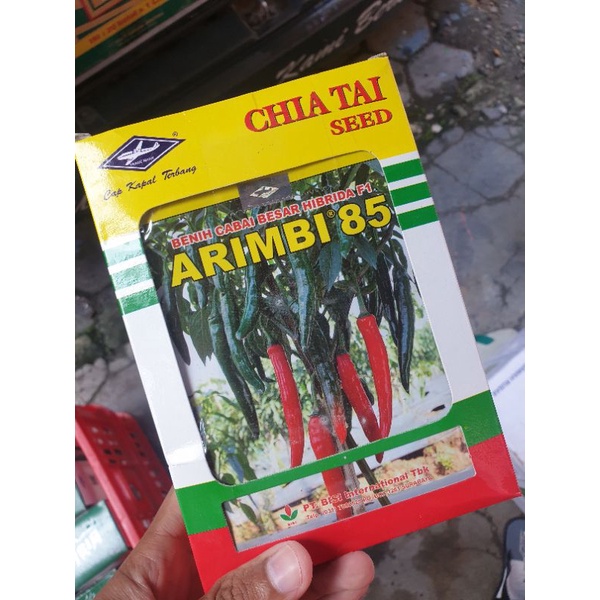 CHIA TAI
SEED
®
Cap Kapal Terbang
BENIH CABAI BESAR HIBRIDA F1
ARIMBI® 85
PT BISI International Tbk